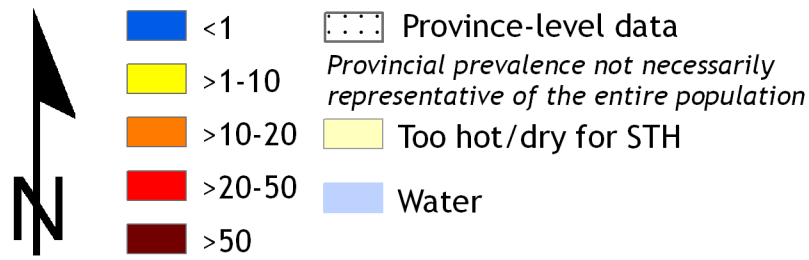 <1
>1-10
>10-20
>20-50
>50
Province-level data
Provincial prevalence not necessarily
representative of the entire population
Too hot/dry for STH
Water
N